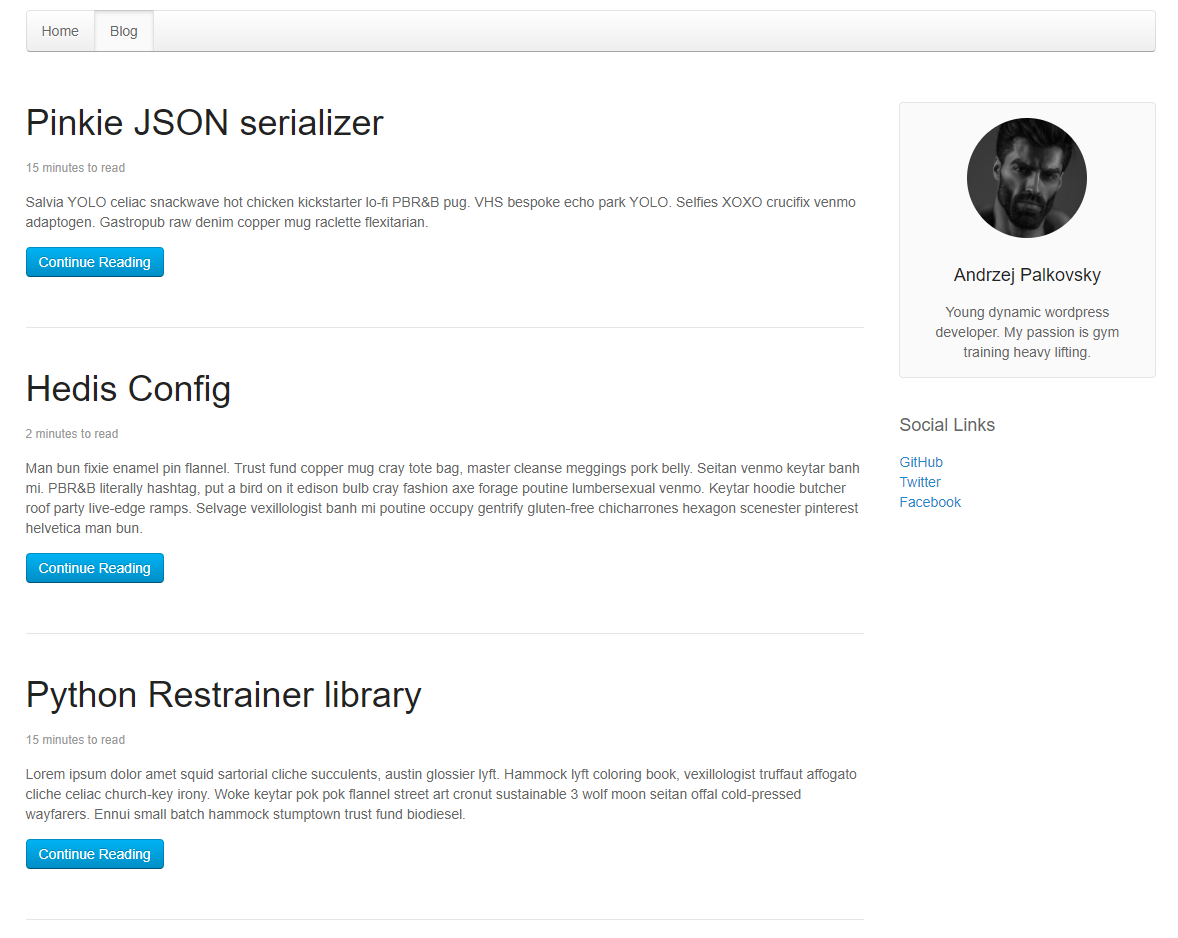 Home
Blog
Pinkie JSON serializer
15 minutes to read
Salvia YOLO celiac snackwave hot chicken kickstarter lo-fi PBR&B pug. VHS bespoke echo park YOLO. Selfies XOXO crucifix venmo
adaptogen. Gastropub raw denim copper mug raclette flexitarian.
Continue Reading
Hedis Config
2 minutes to read
Man bun fixie enamel pin flannel. Trust fund copper mug cray tote bag, master cleanse meggings pork belly. Seitan venmo keytar banh
mi. PBR&B literally hashtag, put a bird on it edison bulb cray fashion axe forage poutine lumbersexual venmo. Keytar hoodie butcher
roof party live-edge ramps. Selvage vexillologist banh mi poutine occupy gentrify gluten-free chicharrones hexagon scenester pinterest
helvetica man bun.
Continue Reading
Python Restrainer library
15 minutes to read
Lorem ipsum dolor amet squid sartorial cliche succulents, austin glossier lyft. Hammock lyft coloring book, vexillologist truffaut affogato
cliche celiac church-key irony. Woke keytar pok pok flannel street art cronut sustainable 3 wolf moon seitan offal cold-pressed
wayfarers. Ennui small batch hammock stumptown trust fund biodiesel.
Continue Reading
Andrzej Palkovsky
Young dynamic wordpress
developer. My passion is gym
training heavy lifting.
Social Links
GitHub
Twitter
Facebook